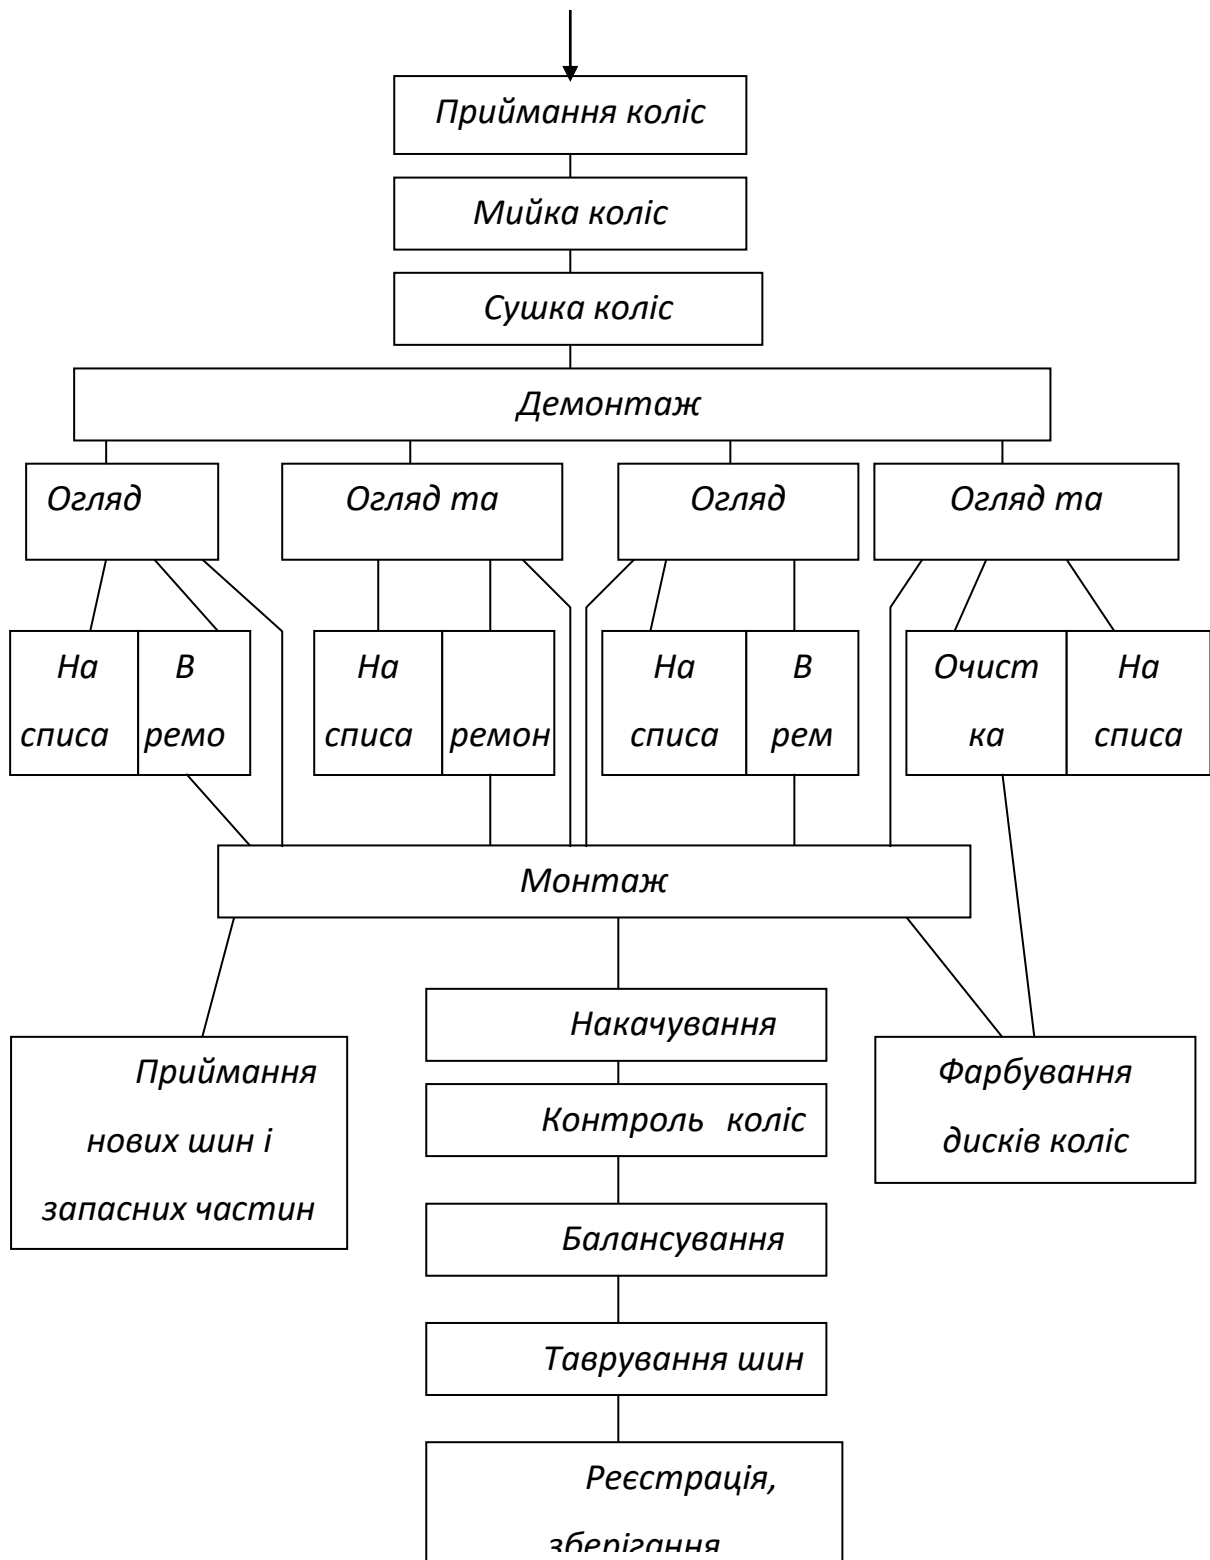 Приймання коліс
Мийка коліс
Сушка коліс
Демонтаж
Огляд
Огляд та
Огляд
Огляд та
На
списа
В
ремо
На
списа
ремон
На
списа
В
рем
Очист
ка
На
списа
Монтаж
Накачування
Приймання
нових шин і
запасних частин
Контроль коліс
Фарбування
дисків коліс
Балансування
Таврування шин
Реєстрація,
зберігання